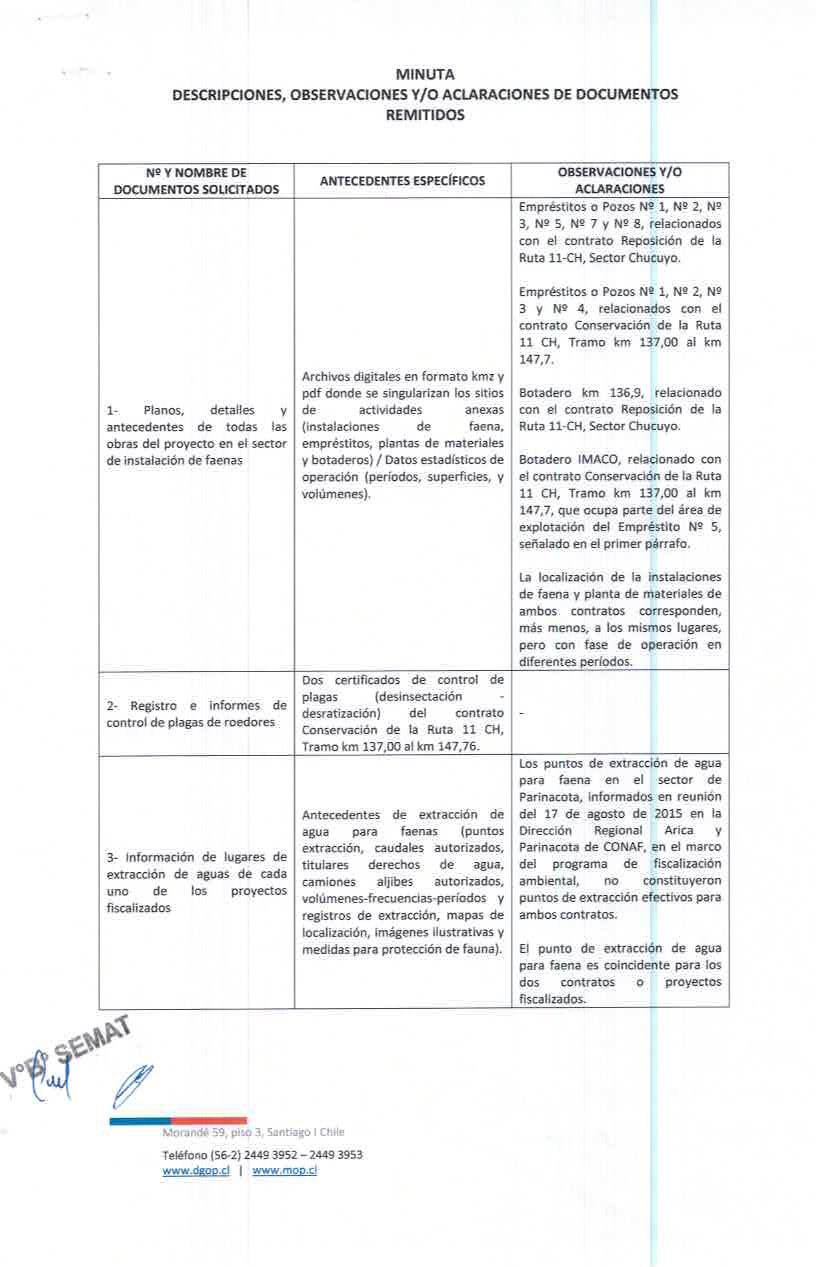 MINUTA
DESCRIPCIONES, OBSERVACIONES Y/O ACLARACIONES DE DOCUMENTOS
REMITIDOS
Nº Y NOMBRE DE
DOCUMENTOS SOLICITADOS
ANTECEDENTES ESPECÍFICOS
OBSERVACIONES Y/O
ACLARACIONES
1- Planos, detalles y
antecedentes de todas las
obras del proyecto en el sector
de instalación de faenas
Archivos digitales en formato kmz y
pdf donde se singularizan los sitios
de actividades anexas
(instalaciones de faena,
empréstitos, plantas de materiales
y botaderos) / Datos estadísticos de
operación (períodos, superficies, y
volúmenes).
Empréstitos o Pozos Nº 1, Nº 2, Nº
3, Nº 5, Nº 7 y Nº 8, relacionados
con el contrato Reposición de la
Ruta 11-CH, Sector Chucuyo.
Empréstitos o Pozos Nº 1, Nº 2, Nº
3 y Nº 4, relacionados con el
contrato Conservación de la Ruta
11 CH, Tramo km 137,00 al km
147,7.
Botadero km 136,9, relacionado
con el contrato Reposición de la
Ruta 11-CH, Sector Chucuyo.
Botadero IMACO, relacionado con
el contrato Conservación de la Ruta
11 CH, Tramo km 137,00 al km
147,7, que ocupa parte del área de
explotación del Empréstito Nº 5,
señalado en el primer párrafo.
La localización de la instalaciones
de faena y planta de materiales de
ambos contratos corresponden,
más menos, a los mismos lugares,
pero con fase de operación en
diferentes períodos.
2- Registro e informes de
control de plagas de roedores
Dos certificados de control de
plagas (desinsectación -
desratización) del contrato
Conservación de la Ruta 11 CH,
Tramo km 137,00 al km 147,76.
-
3- Información de lugares de
extracción de aguas de cada
uno de los proyectos
fiscalizados
Antecedentes de extracción de
agua para faenas (puntos
extracción, caudales autorizados,
titulares derechos de agua,
camiones aljibes autorizados,
volúmenes-frecuencias-períodos y
registros de extracción, mapas de
localización, imágenes ilustrativas y
medidas para protección de fauna).
Los puntos de extracción de agua
para faena en el sector de
Parinacota, informados en reunión
del 17 de agosto de 2015 en la
Dirección Regional Arica y
Parinacota de CONAF, en el marco
del programa de fiscalización
ambiental, no constituyeron
puntos de extracción efectivos para
ambos contratos.
El punto de extracción de agua
para faena es coincidente para los
dos contratos o proyectos
fiscalizados.
VºBº SEMAT
Morandé 59, piso 3, Santiago I Chile
Teléfono (56-2) 2449 3952 – 2449 3953
www.dgop.cl | www.mop.cl